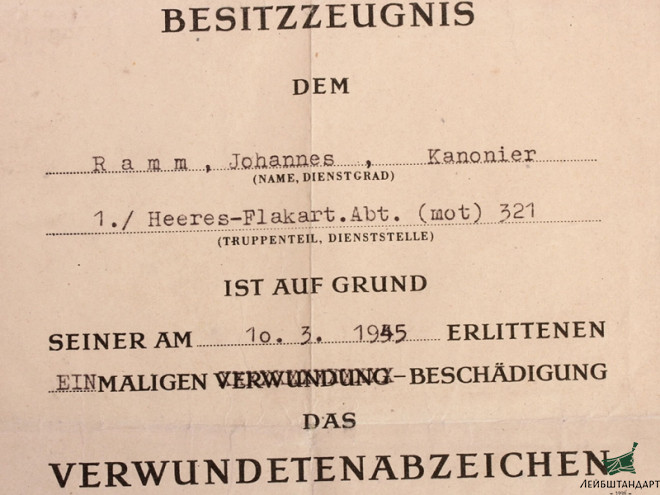 BESITZZEUGNIS
DEM
Ramm, Johannes, Kanonier
(NAME, DIENSTGRAD)
1./ Heeres-Flakart.Abt. (mot) 321
(TRUPPENTEIL, DIENSTSTELLE)
IST AUF GRUND
SEINER AM 10. 3. 1945 ERLITTENEN
EINMALIGEN VERWUNDUNG-BESCHÄDIGUNG
DAS
VERWUNDETENABZEICHEN
ЛЕЙБШТАНДАРТ